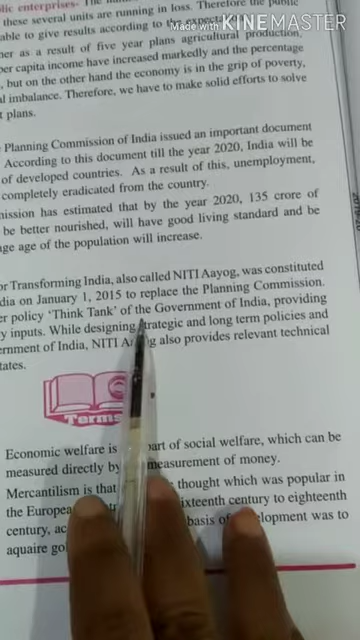 lic enterprises-
these several units are running in loss. Therefore the public
able to give results according to the
Made with KINEMASTER
er as a result of five year plans agricultural production,
per capita income have increased markedly and the percentage
, but on the other hand the economy is in the grip of poverty,
al imbalance. Therefore, we have to make solid efforts to solve
t plans.
Planning Commission of India issued an important document
According to this document till the year 2020, India will be
of developed countries. As a result of this, unemployment,
completely eradicated from the country.
mission has estimated that by the year 2020, 135 crore of
be better nourished, will have good living standard and be
age age of the population will increase.
or Transforming India, also called NITI Aayog, was constituted
dia on January 1, 2015 to replace the Planning Commission.
er policy 'Think Tank' of the Government of India, providing
y inputs. While designing strategic and long term policies and
ernment of India, NITI A g also provides relevant technical
tates.
Terms
Economic welfare is part of social welfare, which can be
measured directly by measurement of money.
Mercantilism is that thought which was popular in
the Europea ixteenth century to eighteenth
century, ac basis of lopment was to
aquaire go